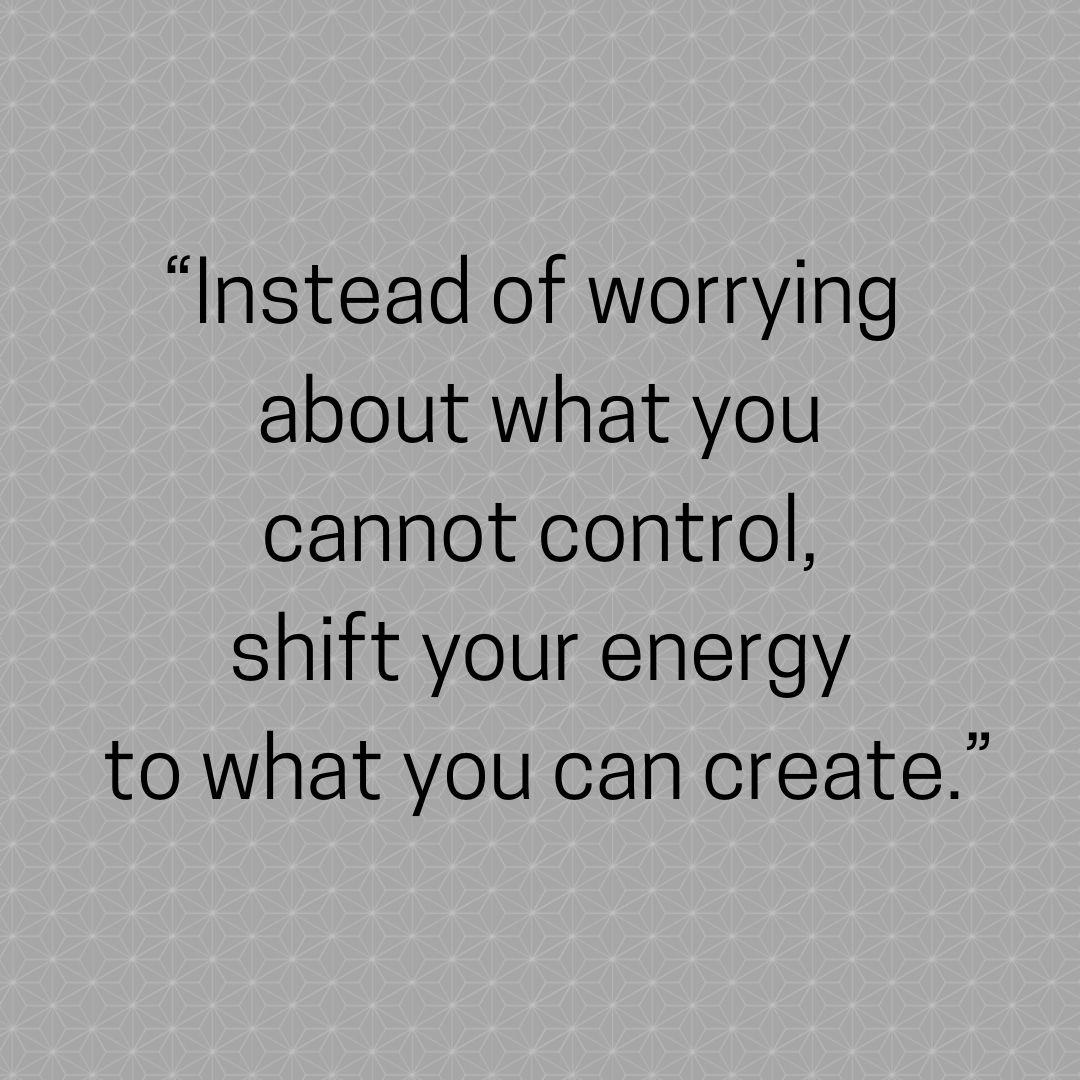 “Instead of worrying
about what you
cannot control,
shift your energy
to what you can create.”